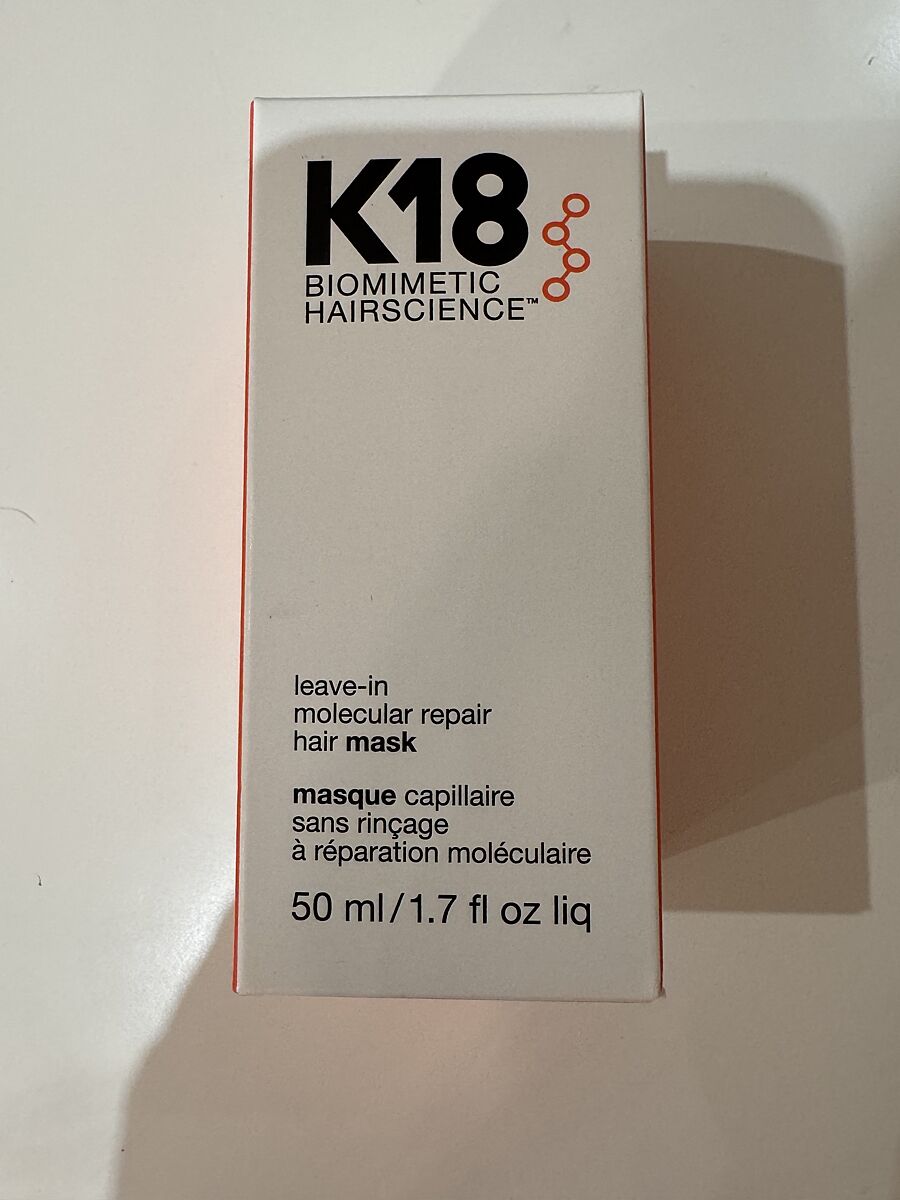 K18
BIOMIMETIC
HAIRSCIENCE™
leave-in
molecular repair
hair mask
masque capillaire
sans rinçage
à réparation moléculaire
50 ml/1.7 fl oz liq